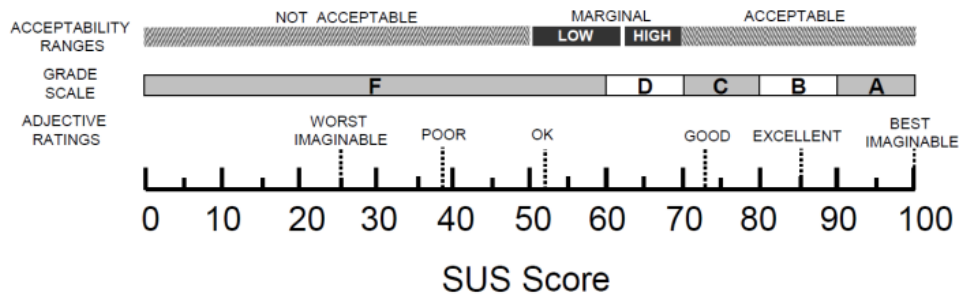 NOT ACCEPTABLE MARGINAL ACCEPTABLE
ACCEPTABILITY
RANGES
LOW HIGH
GRADE
SCALE
F D C B A
ADJECTIVE
RATINGS
WORST
IMAGINABLE
POOR
OK
GOOD
EXCELLENT
BEST
IMAGINABLE
0 10 20 30 40 50 60 70 80 90 100
SUS Score